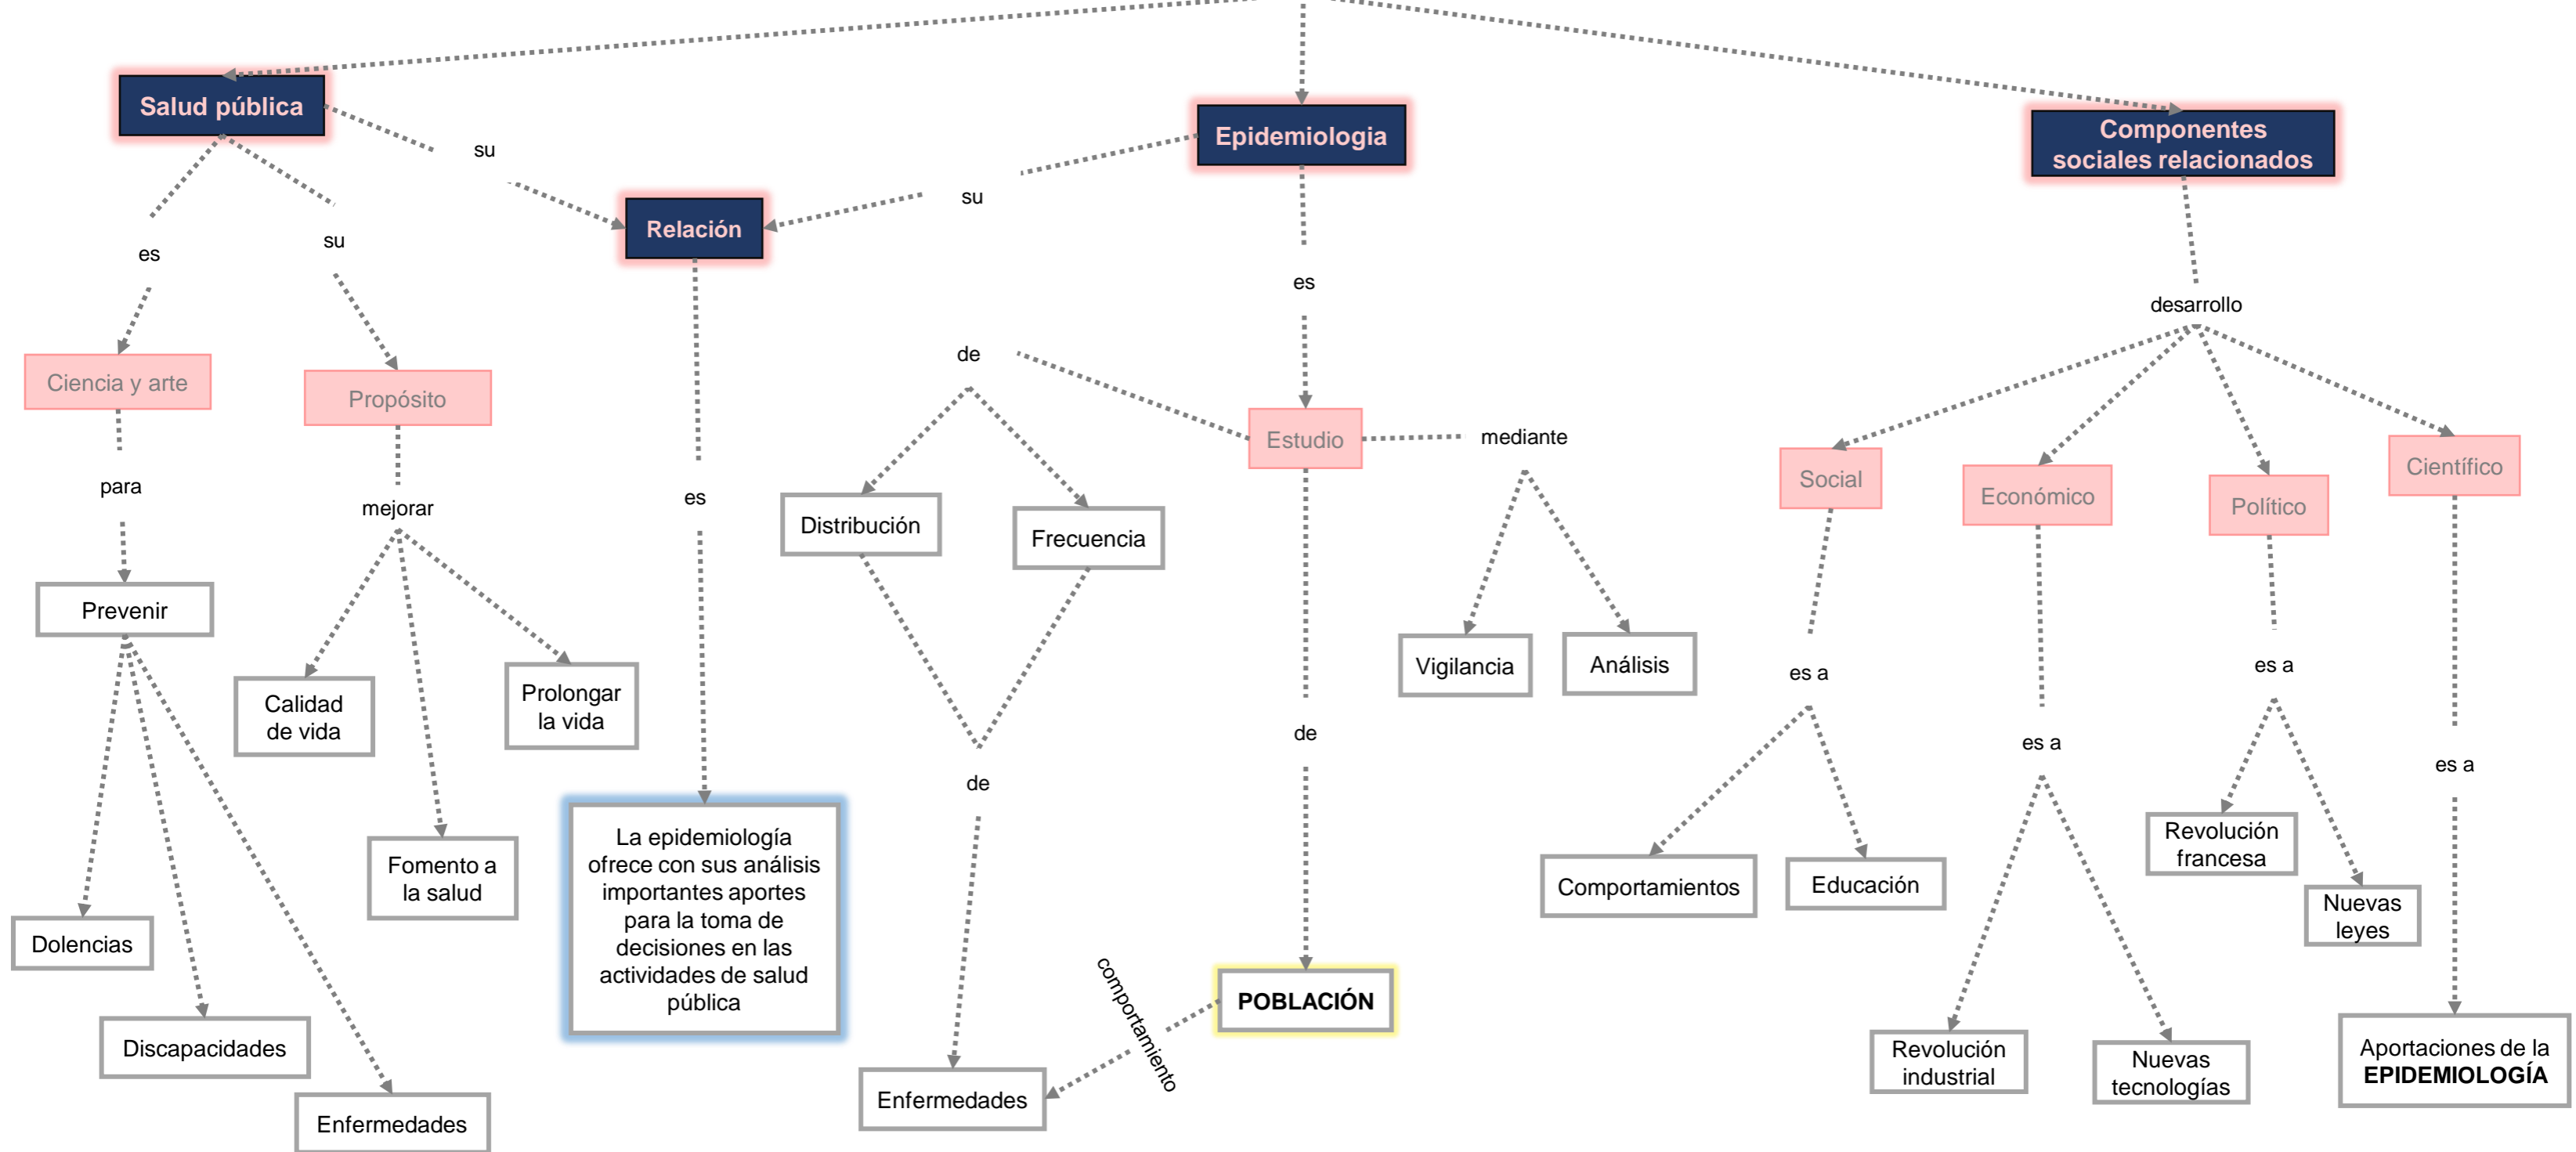 Salud pública
Epidemiologia
Componentes
sociales relacionados
su
su
Relación
es
su
es
desarrollo
de
Ciencia y arte
Propósito
Estudio
mediante
Social
Económico
Político
Científico
para
mejorar
es
Distribución
Frecuencia
Prevenir
Vigilancia
Análisis
es a
es a
Calidad
de vida
Prolongar
la vida
de
es a
es a
de
La epidemiología
ofrece con sus análisis
importantes aportes
para la toma de
decisiones en las
actividades de salud
pública
Fomento a
la salud
Revolución
francesa
Comportamientos
Educación
Nuevas
leyes
Dolencias
comportamiento
POBLACIÓN
Discapacidades
Revolución
industrial
Nuevas
tecnologías
Aportaciones de la
EPIDEMIOLOGÍA
Enfermedades
Enfermedades